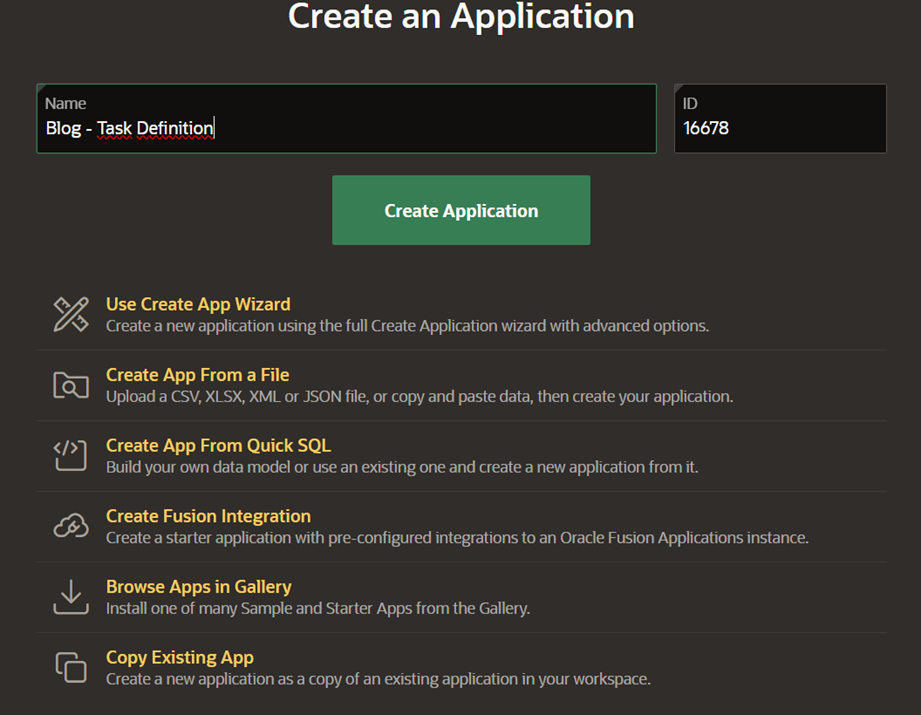 Create an Application
Name
ID
Blog - Task Definition
16678
Create Application
Use Create App Wizard
Create a new application using the full Create Application wizard with advanced options.
Create App From a File
Upload a CSV, XLSX, XML or JSON file, or copy and paste data, then create your application.
Create App From Quick SQL
Build your own data model or use an existing one and create a new application from it.
Create Fusion Integration
Create a starter application with pre-configured integrations to an Oracle Fusion Applications instance.
Browse Apps in Gallery
Install one of many Sample and Starter Apps from the Gallery.
Copy Existing App
Create a new application as a copy of an existing application in your workspace.